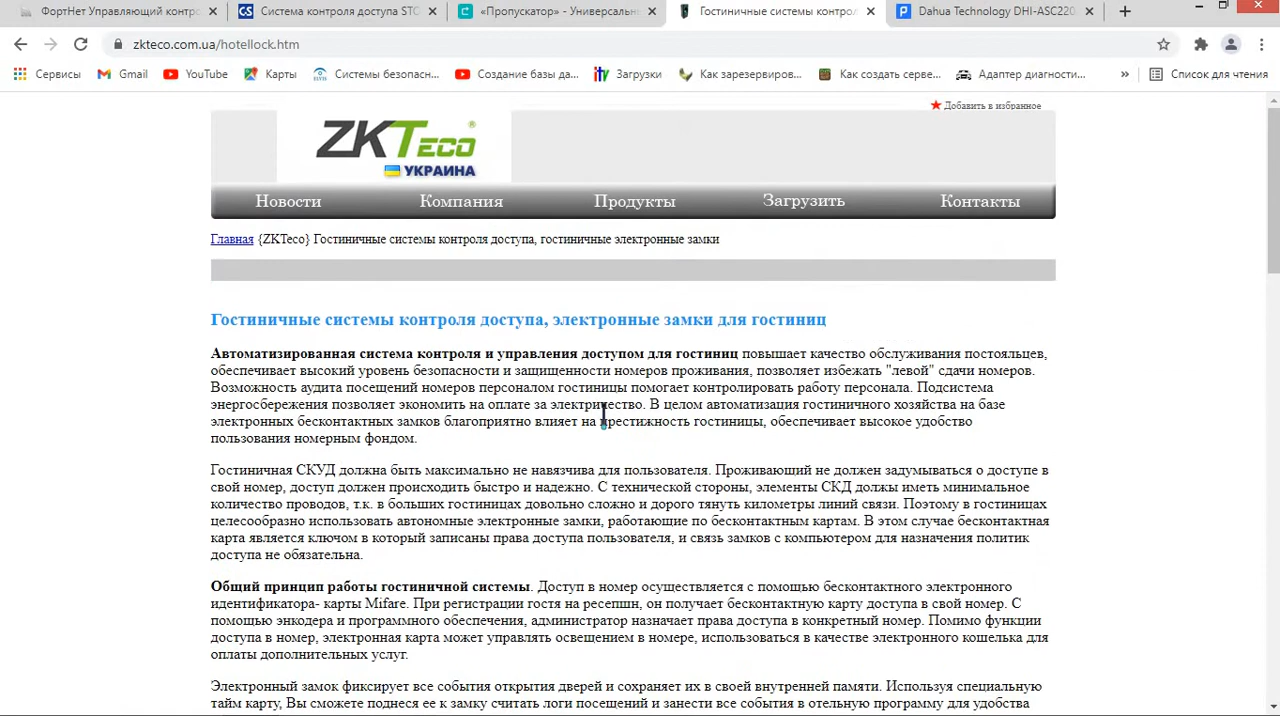 ФортНет Управляющий контро
Система контроля доступа STO
«Пропускатор» - Универсальн
Гостиничные системы контрол
Dahua Technology DHI-ASC220
zkteco.com.ua/hotellock.htm
Сервисы
Gmail
YouTube
Карты
Системы безопасн...
Создание базы да...
Загрузки
Как зарезервиров...
Как создать серве...
Адаптер диагности...
»
Список для чтения
Добавить в избранное
ZKTECO®
УКРАИНА
Новости Компания Продукты Загрузить Контакты
Главная {ZKTeco} Гостиничные системы контроля доступа, гостиничные электронные замки
Гостиничные системы контроля доступа, электронные замки для гостиниц
Автоматизированная система контроля и управления доступом для гостиниц повышает качество обслуживания постояльцев,
обеспечивает высокий уровень безопасности и защищенности номеров проживания, позволяет избежать "левой" сдачи номеров.
Возможность аудита посещений номеров персоналом гостиницы помогает контролировать работу персонала. Подсистема
энергосбережения позволяет экономить на оплате за электричество. В целом автоматизация гостиничного хозяйства на базе
электронных бесконтактных замков благоприятно влияет на престижность гостиницы, обеспечивает высокое удобство
пользования номерным фондом.
Гостиничная СКУД должна быть максимально не навязчива для пользователя. Проживающий не должен задумываться о доступе в
свой номер, доступ должен происходить быстро и надежно. С технической стороны, элементы СКД должы иметь минимальное
количество проводов, т.к. в больших гостиницах довольно сложно и дорого тянуть километры линий связи. Поэтому в гостиницах
целесообразно использовать автономные электронные замки, работающие по бесконтактным картам. В этом случае бесконтактная
карта является ключом в который записаны права доступа пользователя, и связь замков с компьютером для назначения политик
доступа не обязательна.
Общий принцип работы гостиничной системы. Доступ в номер осуществляется с помощью бесконтактного электронного
идентификатора- карты Mifare. При регистрации гостя на ресепшн, он получает бесконтактную карту доступа в свой номер. С
помощью энкодера и программного обеспечения, администратор назначает права доступа в конкретный номер. Помимо функции
доступа в номер, электронная карта может управлять освещением в номере, использоваться в качестве электронного кошелька для
оплаты дополнительных услуг.
Электронный замок фиксирует все события открытия дверей и сохраняет их в своей внутренней памяти. Используя специальную
тайм карту, Вы сможете поднеся ее к замку считать логи посещений и занести все события в отельную программу для удобства